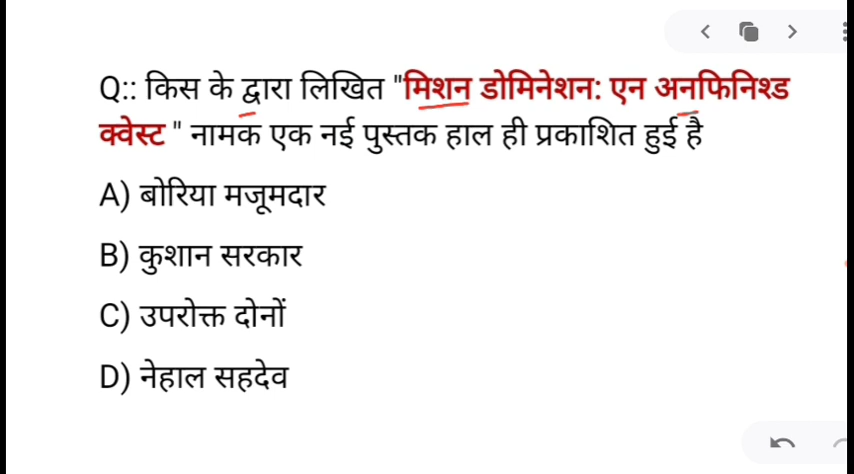 Q:: किस के द्वारा लिखित "मिशन डोमिनेशन: एन अनफिनिश्ड
क्वेस्ट " नामक एक नई पुस्तक हाल ही प्रकाशित हुई है
A) बोरिया मजूमदार
B) कुशान सरकार
C) उपरोक्त दोनों
D) नेहाल सहदेव